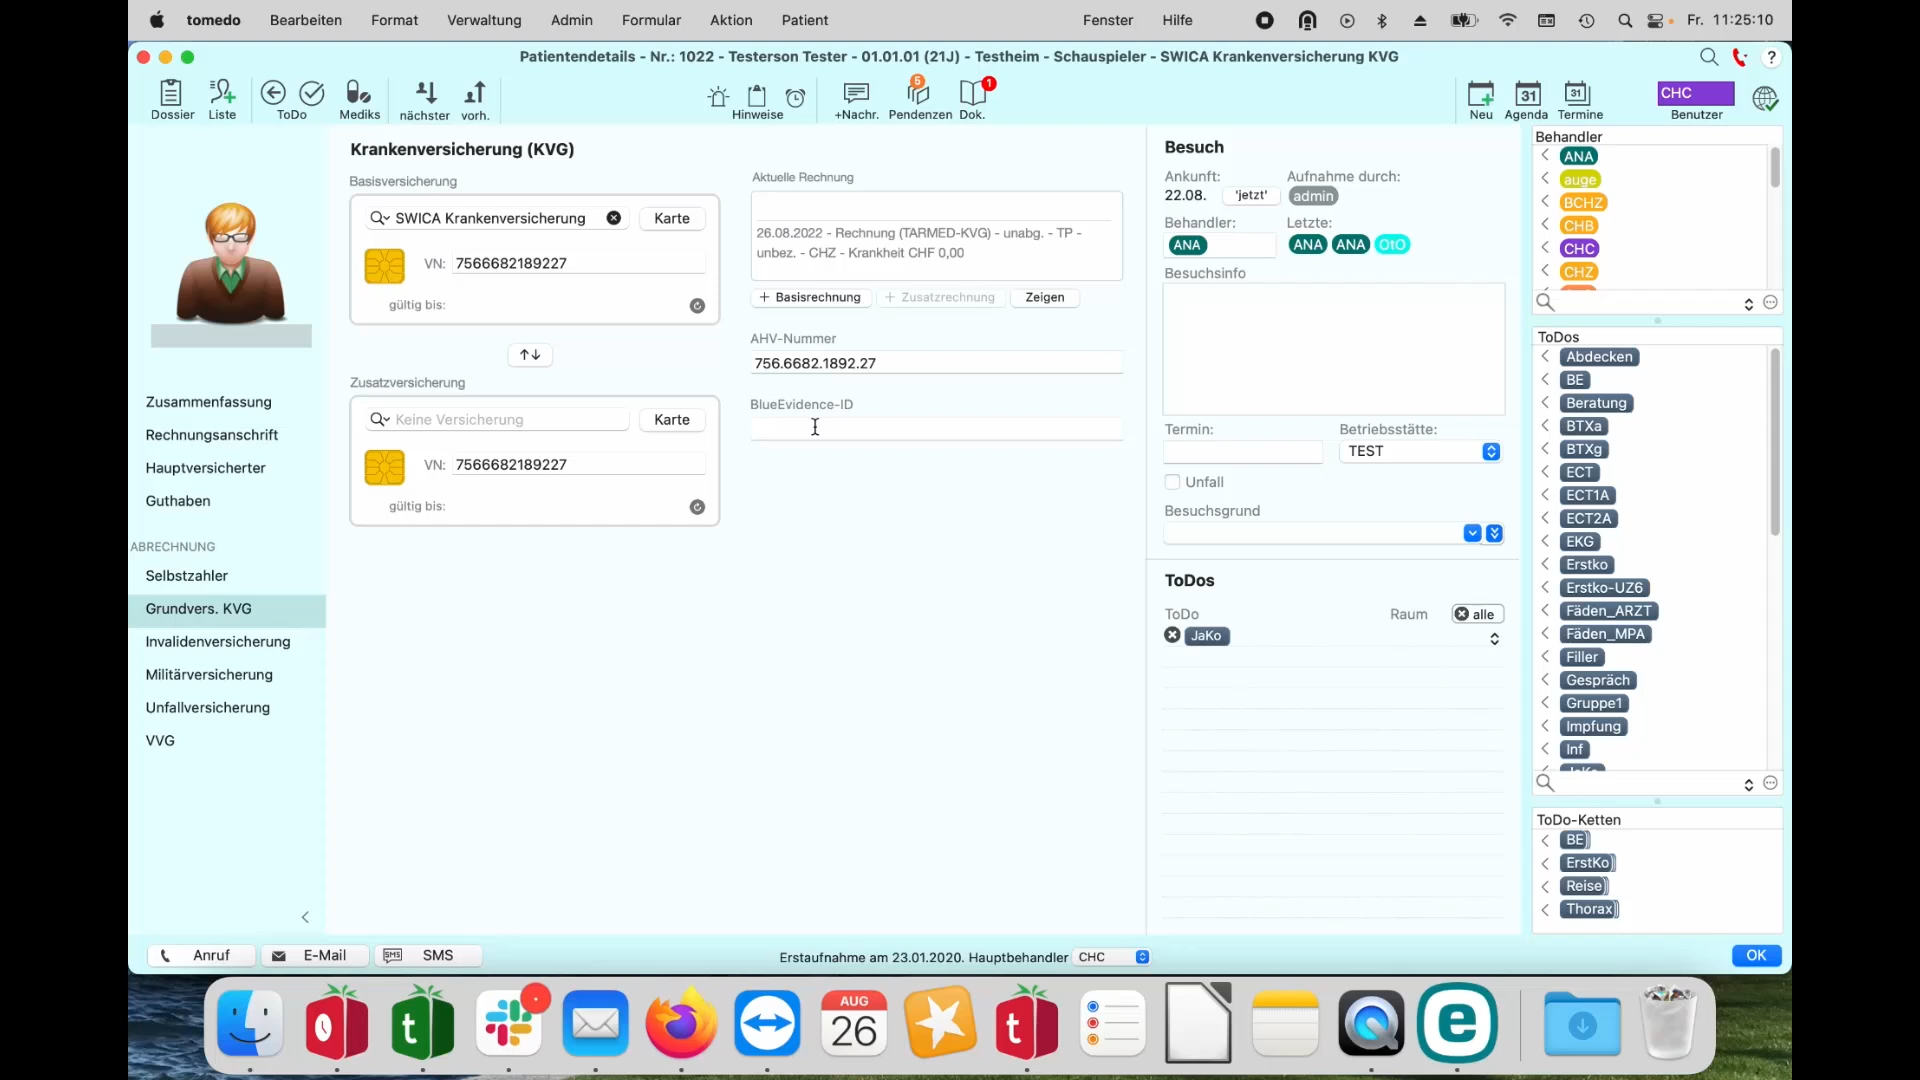 tomedo Bearbeiten Format Verwaltung Admin Formular Aktion Patient Fenster Hilfe Fr. 11:25:10
Patientendetails - Nr.: 1022 - Testerson Tester - 01.01.01 (21J) - Testheim - Schauspieler - SWICA Krankenversicherung KVG
?
5
1
31
31
CHC
Dossier Liste ToDo Mediks nächster vorh. Hinweise +Nachr. Pendenzen Dok. Neu Agenda Termine Benutzer
Zusammenfassung
Rechnungsanschrift
Hauptversicherter
Guthaben
ABRECHNUNG
Selbstzahler
Grundvers. KVG
Invalidenversicherung
Militärversicherung
Unfallversicherung
VVG
Krankenversicherung (KVG)
Basisversicherung
SWICA Krankenversicherung Karte
VN: 7566682189227
gültig bis:
Zusatzversicherung
Keine Versicherung Karte
VN: 7566682189227
gültig bis:
Aktuelle Rechnung
26.08.2022 - Rechnung (TARMED-KVG) - unabg. - TP -
unbez. - CHZ - Krankheit CHF 0,00
+ Basisrechnung + Zusatzrechnung Zeigen
AHV-Nummer
756.6682.1892.27
BlueEvidence-ID
Besuch
Ankunft: Aufnahme durch:
22.08. 'jetzt' admin
Behandler: Letzte:
ANA ANA ANA OtO
Besuchsinfo
Termin: Betriebsstätte:
TEST
Unfall
Besuchsgrund
ToDos
ToDo Raum alle
JaKo
Behandler
ANA
auge
BCHZ
CHB
CHC
CHZ
ToDos
Abdecken
BE
Beratung
BTXa
BTXg
ECT
ECT1A
ECT2A
EKG
Erstko
Erstko-UZ6
Fäden_ARZT
Fäden_MPA
Filler
Gespräch
Gruppe1
Impfung
Inf
JaKo
ToDo-Ketten
BE
ErstKo
Reise
Thorax
Anruf E-Mail SMS SMS Erstaufnahme am 23.01.2020. Hauptbehandler CHC OK
t
AUG
26
t
e